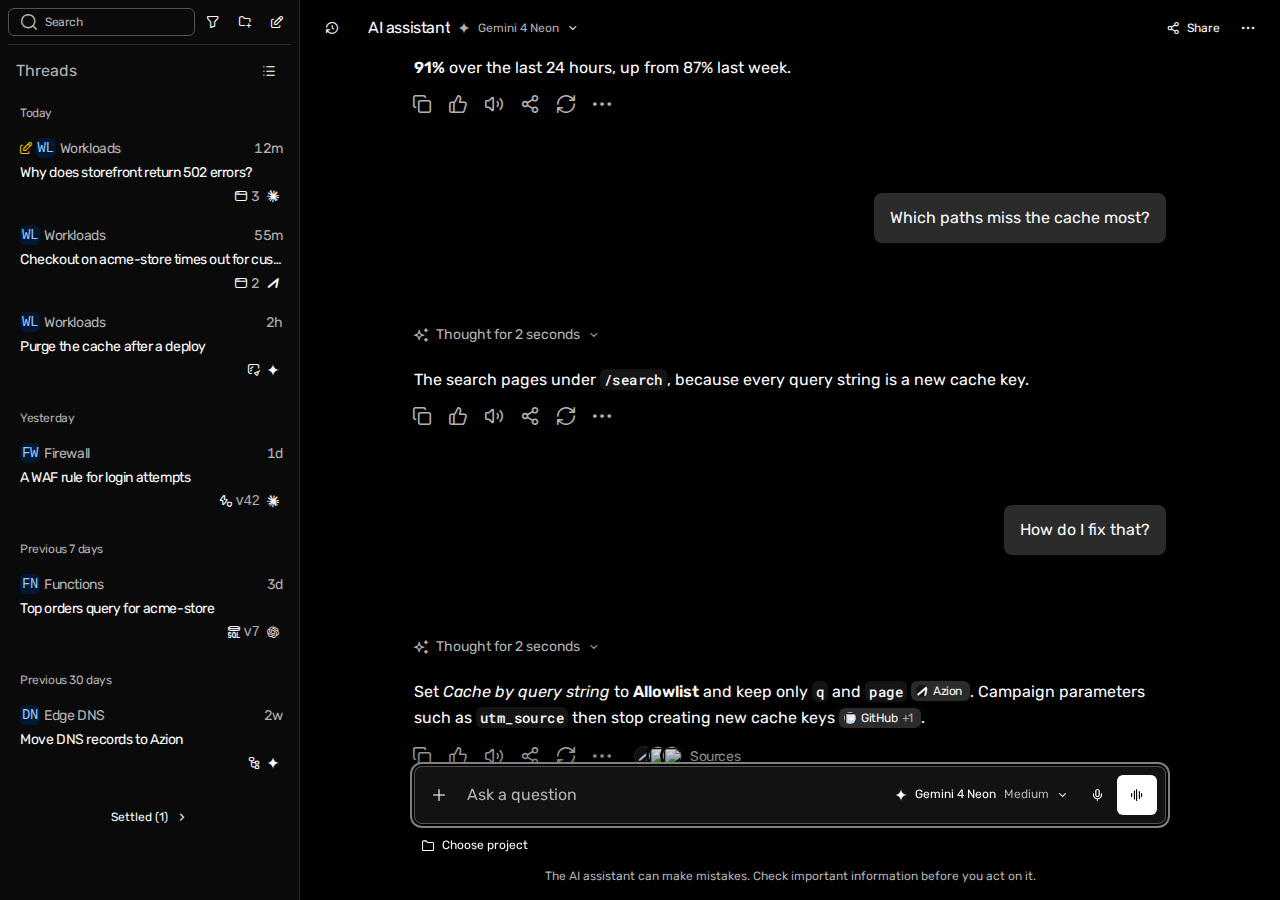 Search
Threads
Today
WL Workloads 12m
Why does storefront return 502 errors?
3
WL Workloads 55m
Checkout on acme-store times out for cus…
2
WL Workloads 2h
Purge the cache after a deploy
Yesterday
FW Firewall 1d
A WAF rule for login attempts
v42
Previous 7 days
FN Functions 3d
Top orders query for acme-store
v7
Previous 30 days
DN Edge DNS 2w
Move DNS records to Azion
Settled (1)
AI assistant Gemini 4 Neon
Share
91% over the last 24 hours, up from 87% last week.
Which paths miss the cache most?
Thought for 2 seconds
The search pages under /search, because every query string is a new cache key.
How do I fix that?
Thought for 2 seconds
Set Cache by query string to Allowlist and keep only q and page Azion. Campaign parameters
such as utm_source then stop creating new cache keys GitHub +1.
Sources
Ask a question
Gemini 4 Neon Medium
Choose project
The AI assistant can make mistakes. Check important information before you act on it.